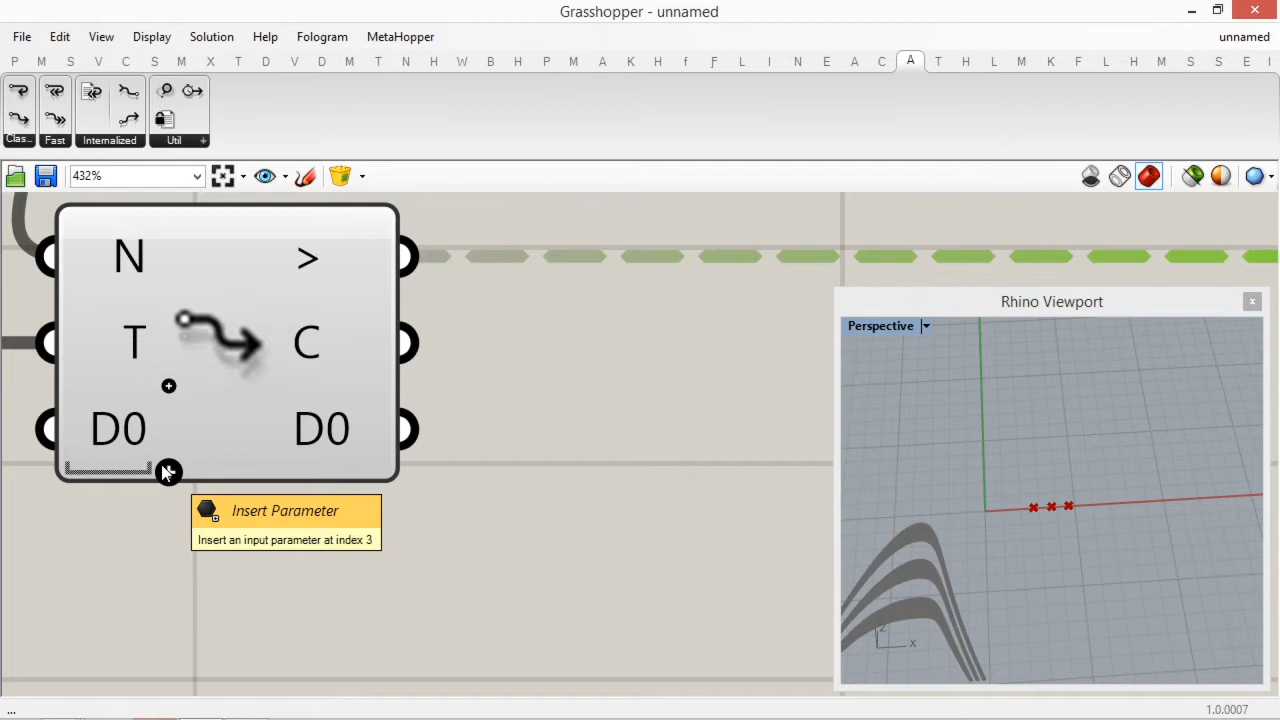 Grasshopper - unnamed
File Edit View Display Solution Help Fologram MetaHopper unnamed
P M S V C S M X T D V D M T N H W B H P M A K H f F L I N E A C A T H L M K F L H M S S E I
Clas... Fast Internalized Util
432%
N >
T C
D0 D0
Insert Parameter
Insert an input parameter at index 3
Rhino Viewport
Perspective
Z
X
...
1.0.0007